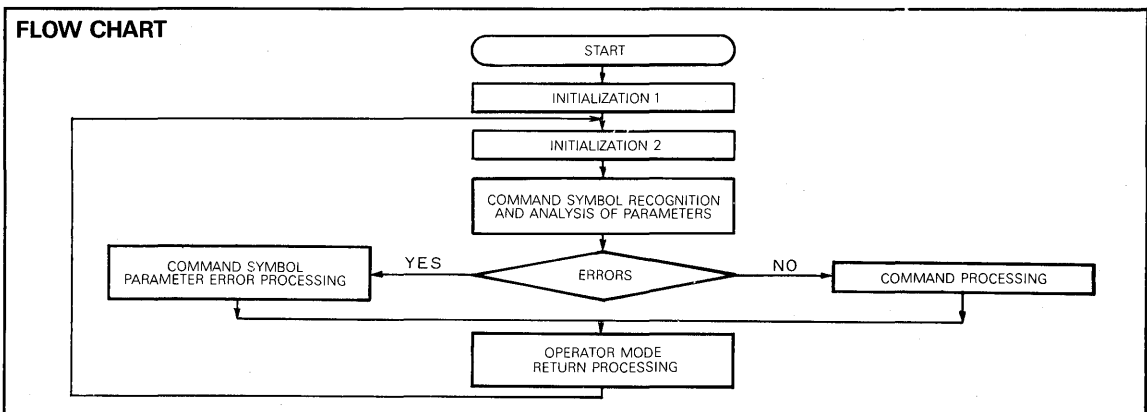 FLOW CHART
START
INITIALIZATION 1
INITIALIZATION 2
COMMAND SYMBOL RECOGNITION
AND ANALYSIS OF PARAMETERS
COMMAND SYMBOL
PARAMETER ERROR PROCESSING
YES
ERRORS
NO
COMMAND PROCESSING
OPERATOR MODE
RETURN PROCESSING